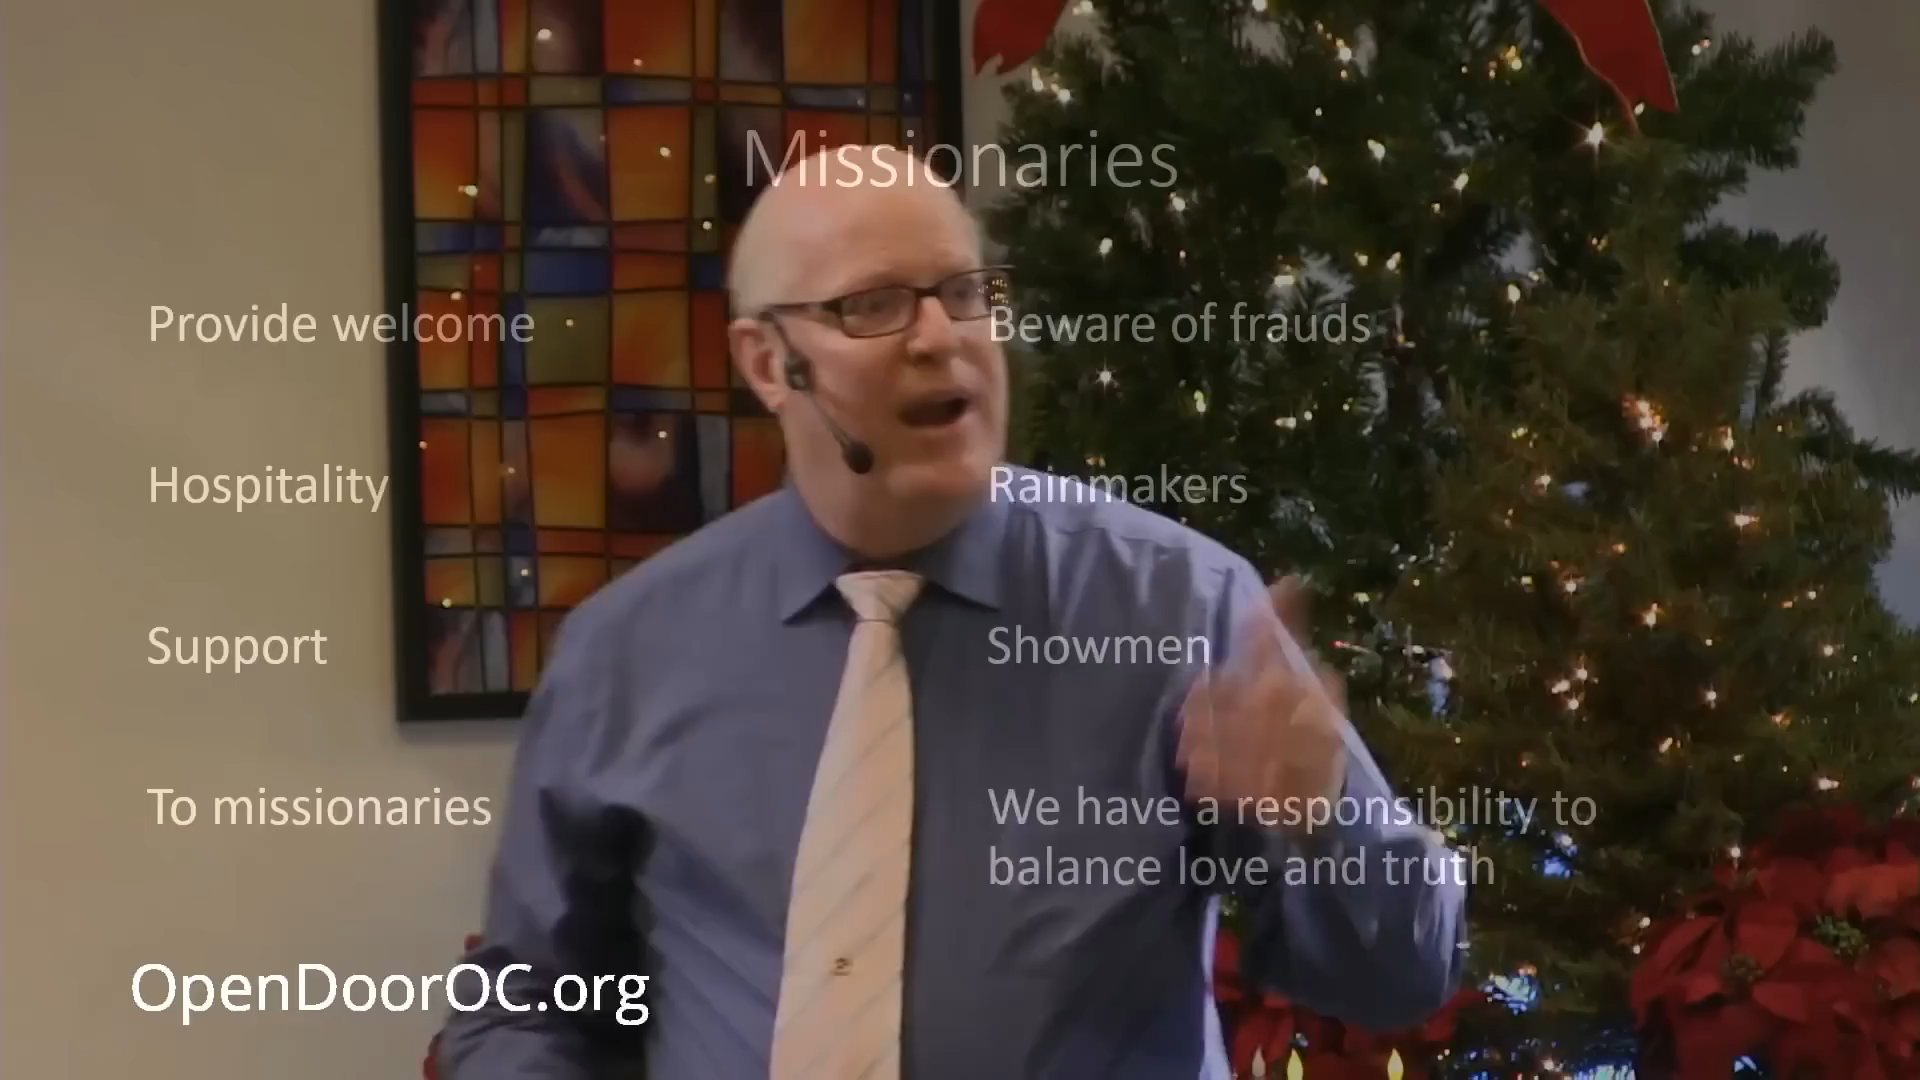 Missionaries
Provide welcome
Hospitality
Support
To missionaries
Beware of frauds
Rainmakers
Showmen
We have a responsibility to
balance love and truth
OpenDoorOC.org